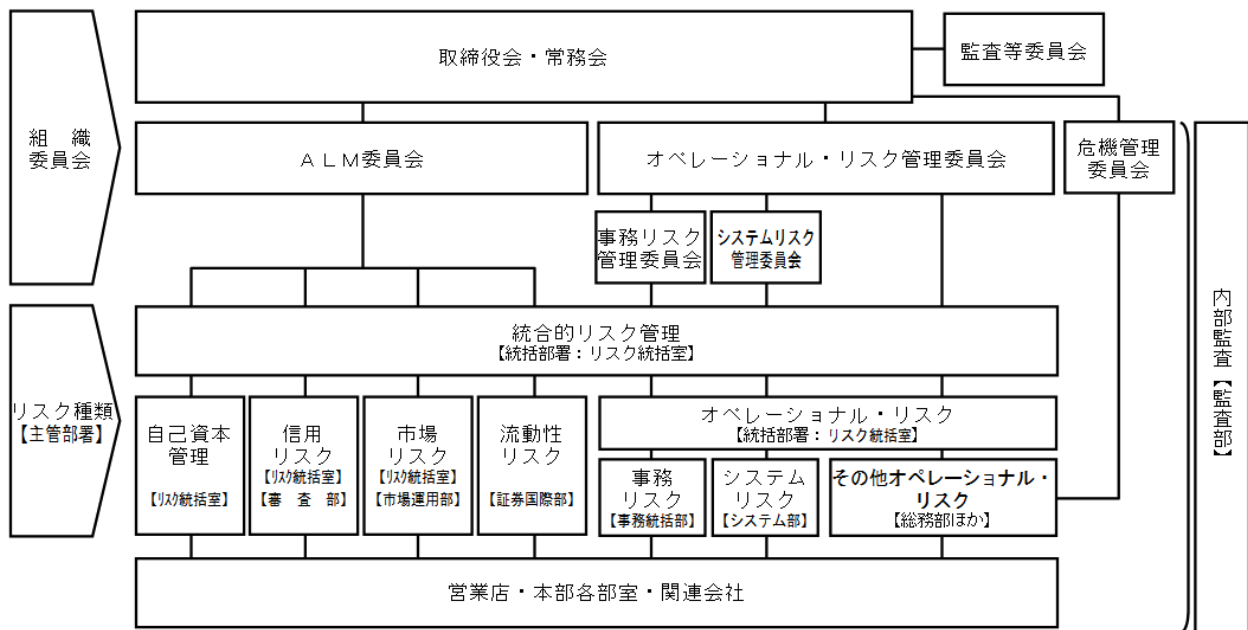 取締役会・常務会
監査等委員会
組　織
委員会
ＡＬＭ委員会
オペレーショナル・リスク管理委員会
危機管理
委員会
事務リスク
管理委員会
システムリスク
管理委員会
統合的リスク管理
【統括部署：リスク統括室】
リスク種類
【主管部署】
自己資本
管理
【リスク統括室】
信用
リスク
【リスク統括室】
【審　査　部】
市場
リスク
【リスク統括室】
【市場運用部】
流動性
リスク
【証券国際部】
オペレーショナル・リスク
【統括部署：リスク統括室】
事務
リスク
【事務統括部】
システム
リスク
【システム部】
その他オペレーショナル・
リスク
【総務部ほか】
営業店・本部各部室・関連会社
内部監査【監査部】